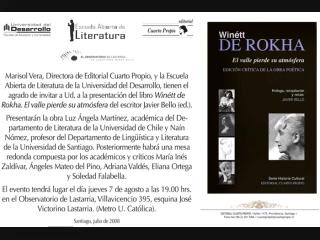 Universidad del
Desarrollo
Escuela Abierta de
Literatura
editorial
Cuarto Propio
Marisol Vera, Directora de Editorial Cuarto Propio, y la Escuela
Abierta de Literatura de la Universidad del Desarrollo, tienen el
agrado de invitar a Ud, a la presentación del libro Winétt de
Rokha. El valle pierde su atmósfera del escritor Javier Bello (ed.).
Presentarán la obra Luz Ángela Martínez, académica del De-
partamento de Literatura de la Universidad de Chile y Naín
Nómez, profesor del Departamento de Lingüística y Literatura
de la Universidad de Santiago. Posteriormente habrá una mesa
redonda compuesta por los académicos y críticos María Inés
Zaldívar, Ángeles Mateo del Pino, Adriana Valdés, Eliana Ortega
y Soledad Falabella.
El evento tendrá lugar el día jueves 7 de agosto a las 19.00 hrs.
en el Observatorio de Lastarria, Villavicencio 395, esquina José
Victorino Lastarria. (Metro U. Católica).
Santiago, julio de 2008
Winétt
DE ROKHA
El valle pierde su atmósfera
EDICIÓN CRÍTICA DE LA OBRA POÉTICA
Prólogo, recopilación
y notas
JAVIER BELLO
Serie Historia Cultural
EDITORIAL CUARTO PROPIO